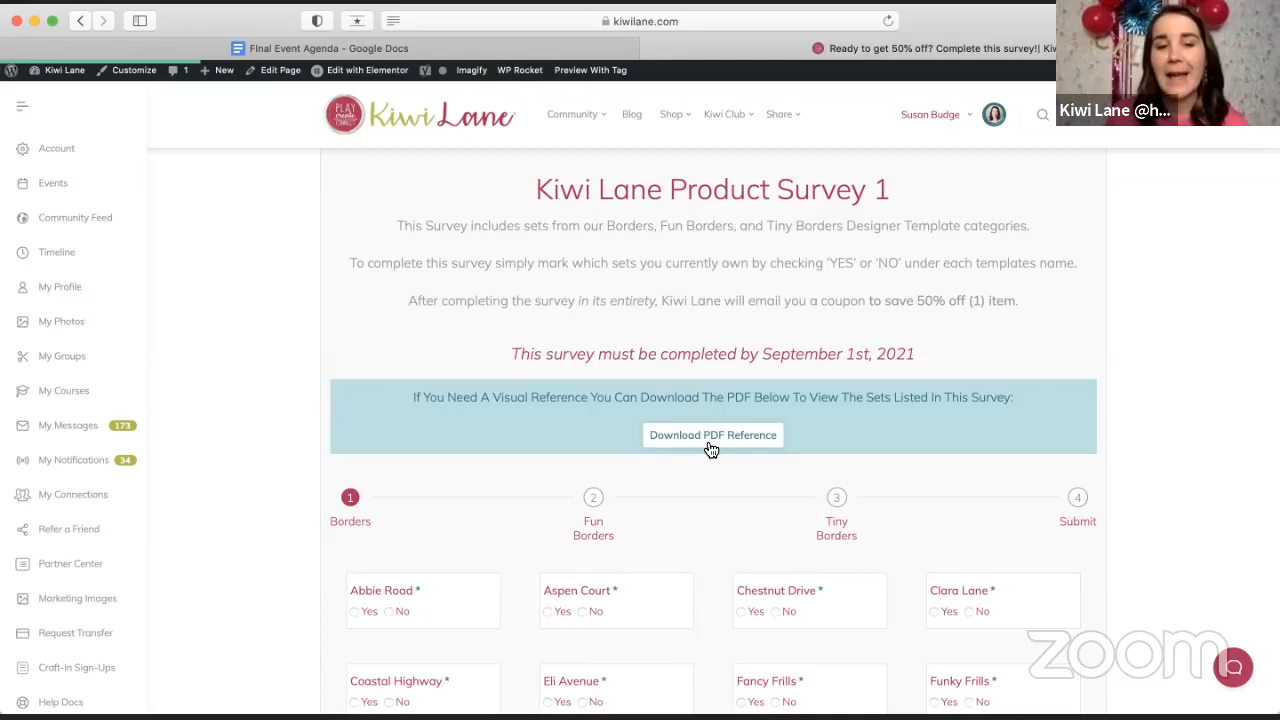 kiwilane.com
FInal Event Agenda - Google Docs
Ready to get 50% off? Complete this survey!| Kiw
Kiwi Lane
Customize
1
New
Edit Page
Edit with Elementor
Imagify
WP Rocket
Preview With Tag
Kiwi Lane @h...
PLAY
create
CONNECT
Kiwi Lane
Community
Blog
Shop
Kiwi Club
Share
Susan Budge
Account
Events
Community Feed
Timeline
My Profile
My Photos
My Groups
My Courses
My Messages 173
My Notifications 34
My Connections
Refer a Friend
Partner Center
Marketing Images
Request Transfer
Craft-In Sign-Ups
Help Docs
Kiwi Lane Product Survey 1
This Survey includes sets from our Borders, Fun Borders, and Tiny Borders Designer Template categories.
To complete this survey simply mark which sets you currently own by checking 'YES' or 'NO' under each templates name.
After completing the survey in its entirety, Kiwi Lane will email you a coupon to save 50% off (1) item.
This survey must be completed by September 1st, 2021
If You Need A Visual Reference You Can Download The PDF Below To View The Sets Listed In This Survey:
Download PDF Reference
1
Borders
2
Fun
Borders
3
Tiny
Borders
4
Submit
Abbie Road *
Yes No
Aspen Court *
Yes No
Chestnut Drive *
Yes No
Clara Lane *
Yes No
Coastal Highway *
Yes No
Eli Avenue *
Yes No
Fancy Frills *
Yes No
Funky Frills *
Yes No
zoom